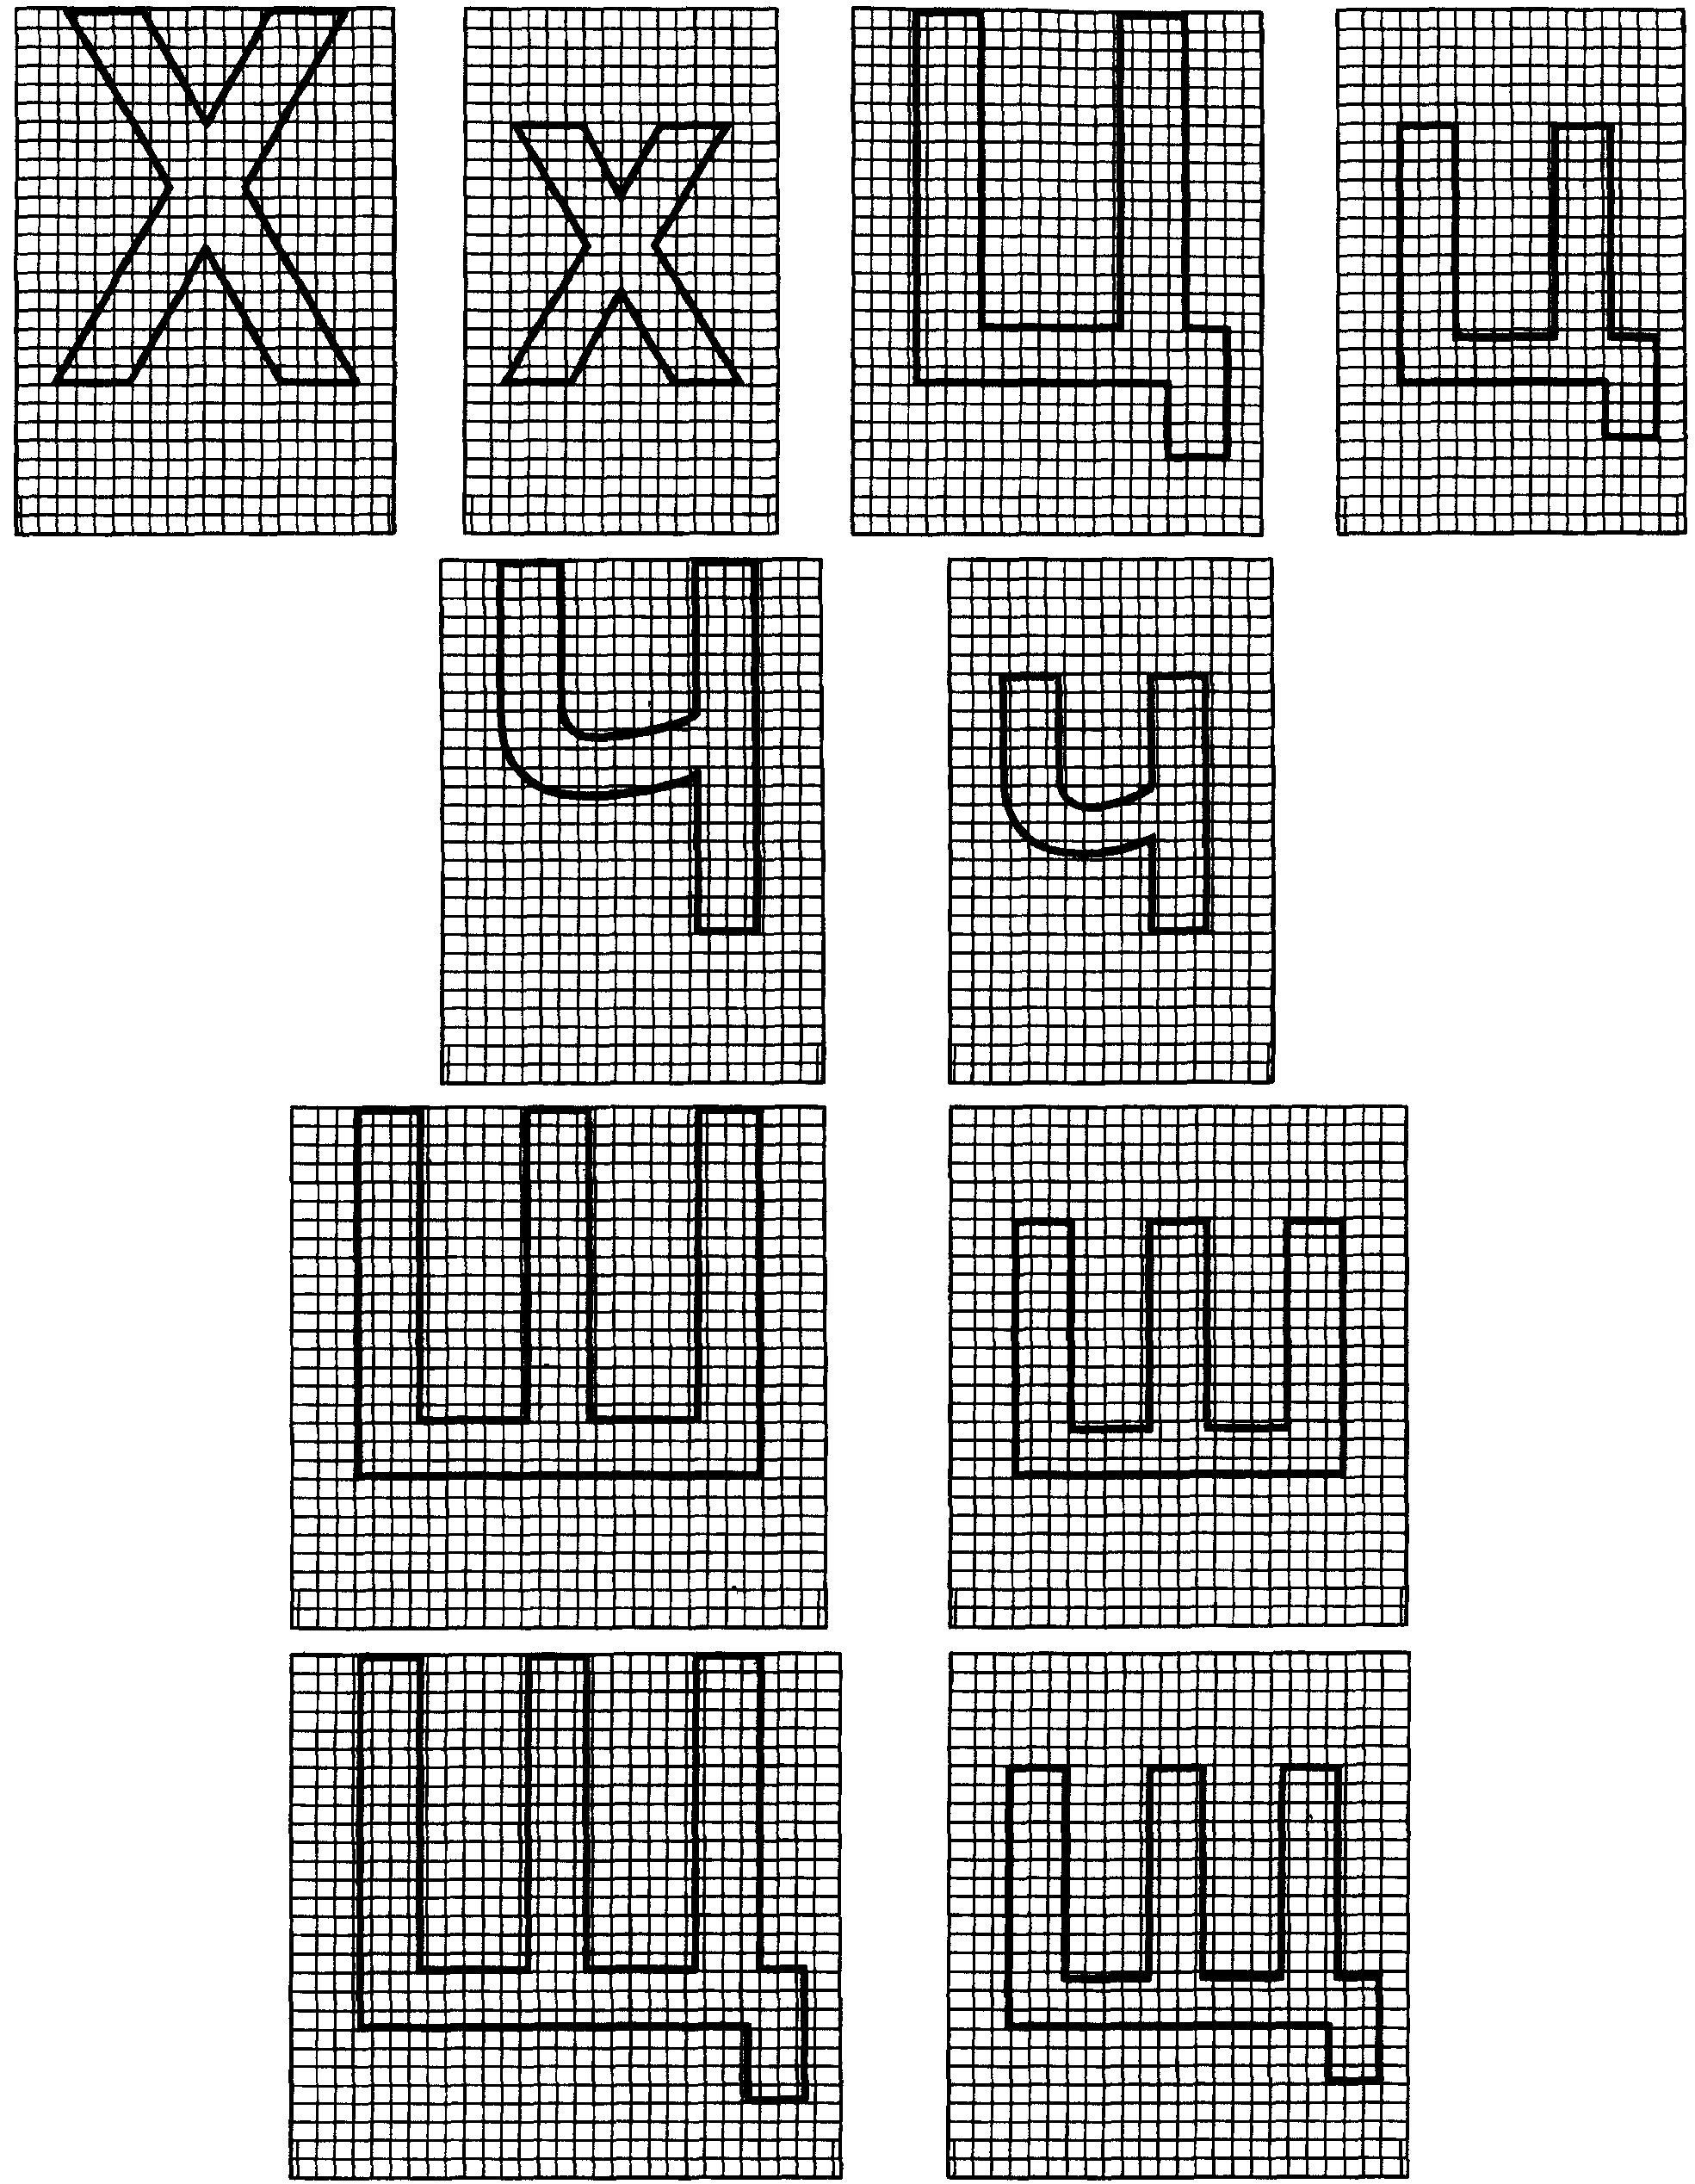 Х х Ц ц
Ч ч
Ш ш
Щ щ